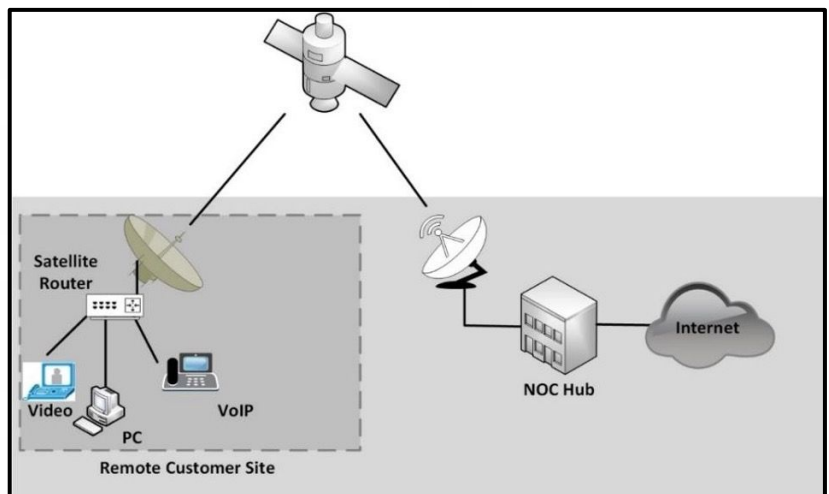 Satellite
Router
Video
PC
VoIP
Remote Customer Site
NOC Hub
Internet